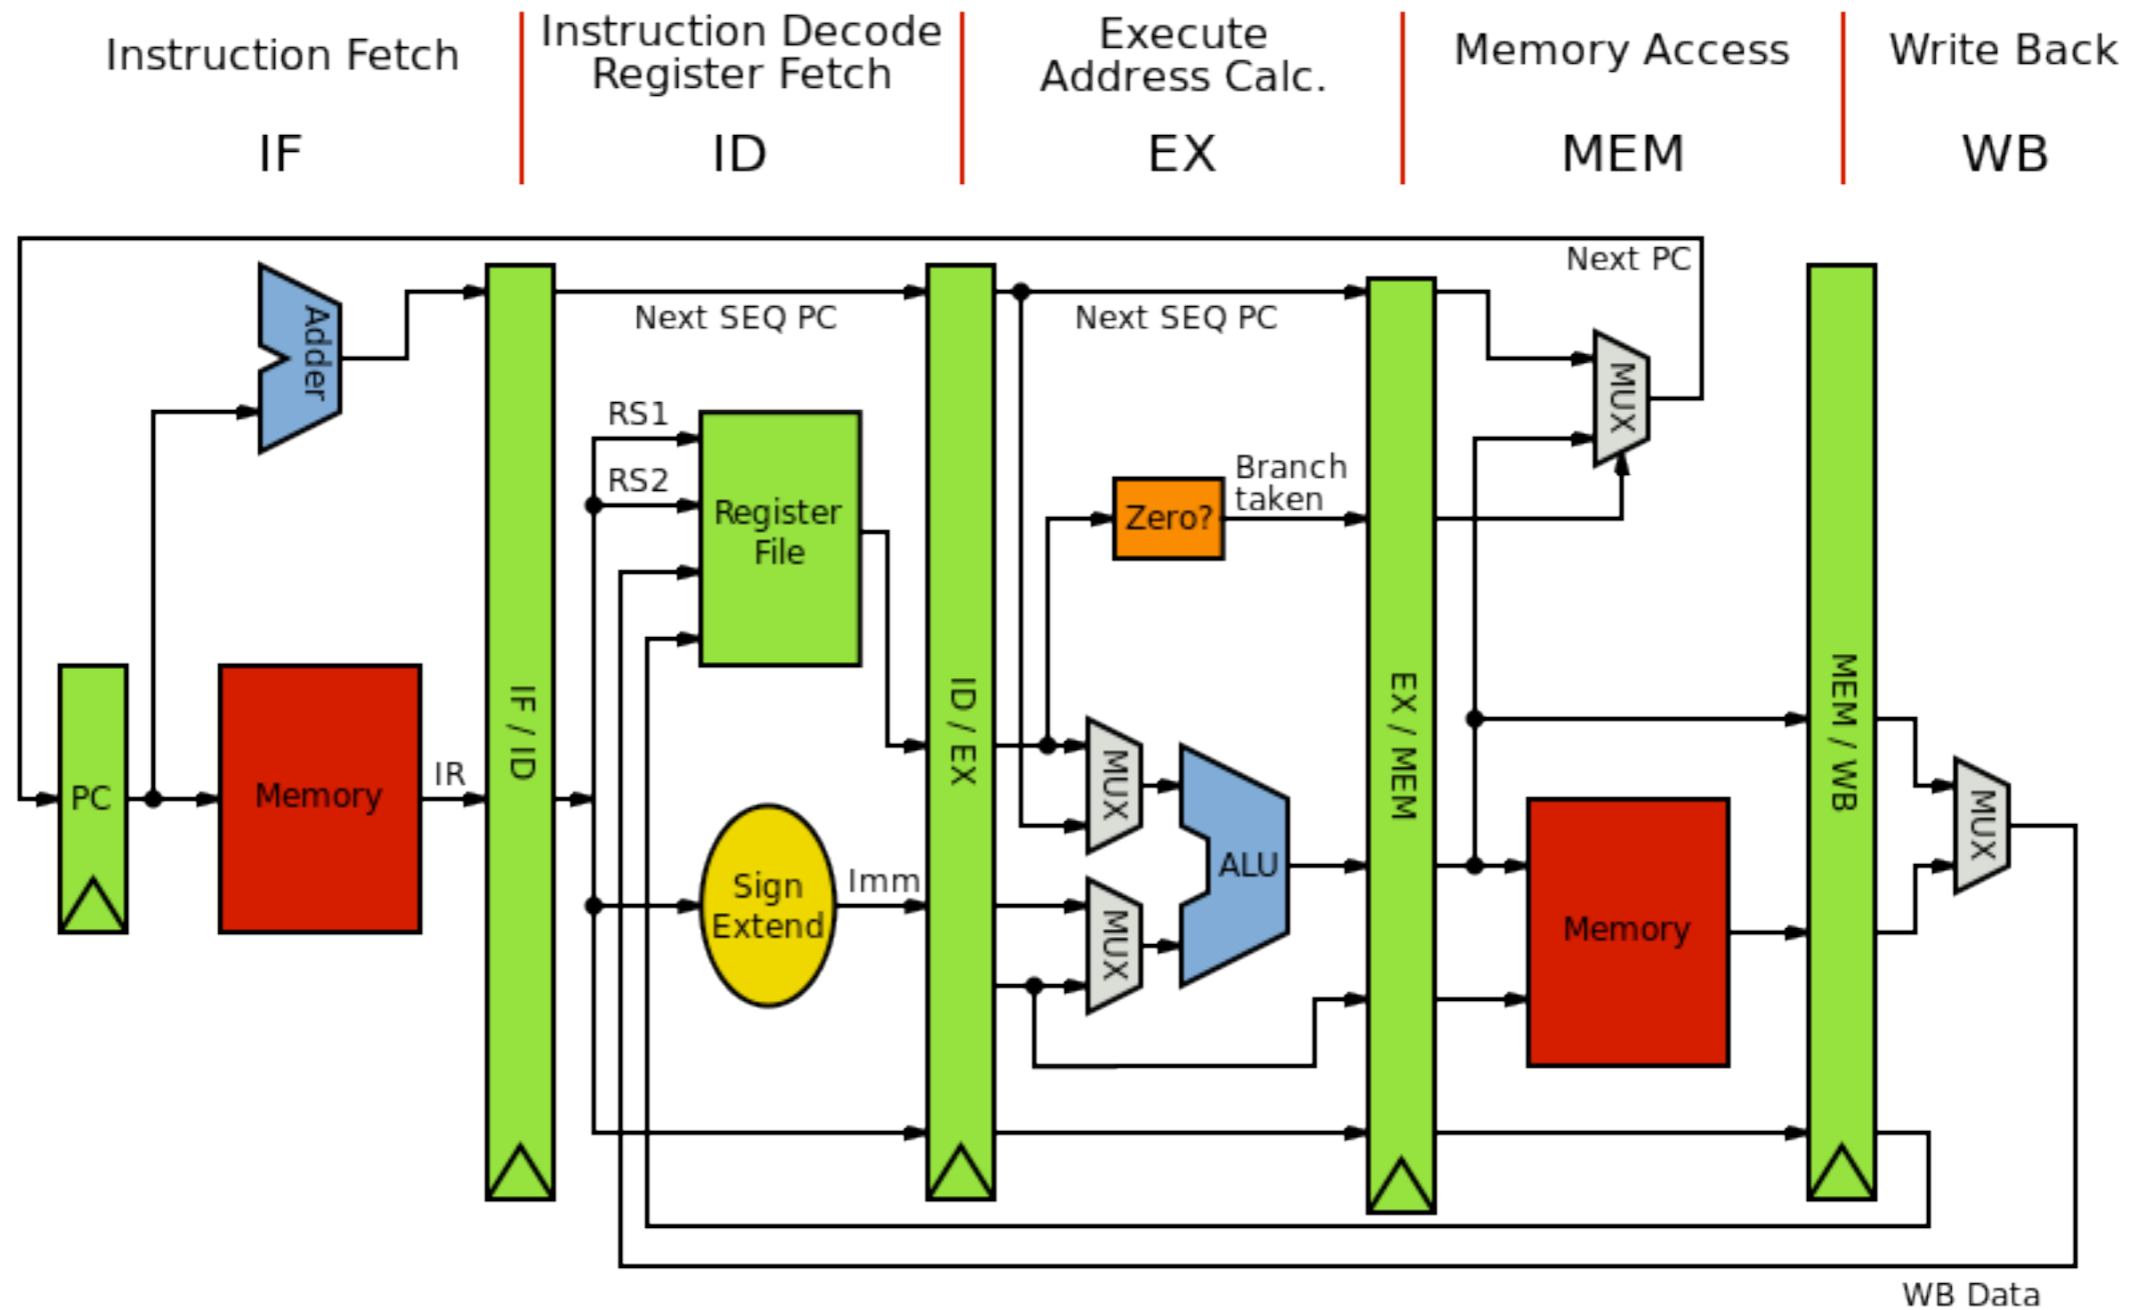 Instruction Fetch
IF
Instruction Decode
Register Fetch
ID
Execute
Address Calc.
EX
Memory Access
MEM
Write Back
WB
Next PC
Adder
Next SEQ PC
Next SEQ PC
MUX
RS1
RS2
Register
File
Branch
taken
Zero?
PC
Memory
IR
IF / ID
ID / EX
EX / MEM
MEM / WB
Sign
Extend
Imm
MUX
MUX
ALU
Memory
MUX
WB Data